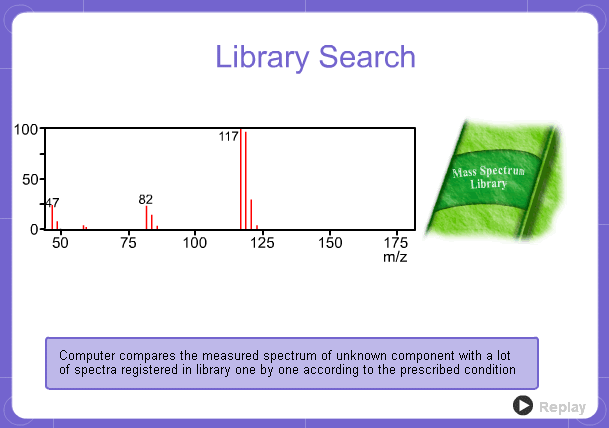 Library Search
100
117
50
47
82
0
50 75 100 125 150 175
m/z
Mass Spectrum
Library
Computer compares the measured spectrum of unknown component with a lot
of spectra registered in library one by one according to the prescribed condition
Replay